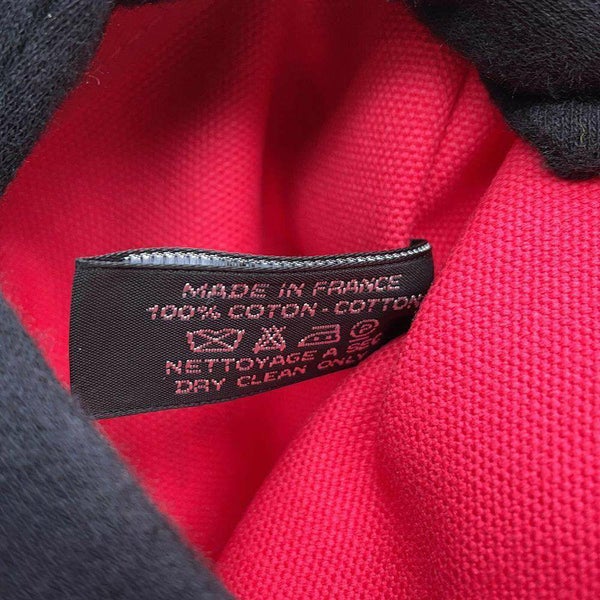 MADE IN FRANCE
100% COTON-COTTON
NETTOYAGE A SEC
DRY CLEAN ONLY